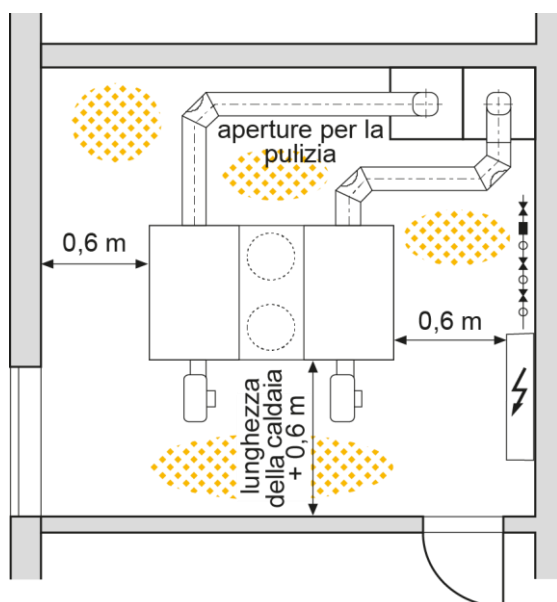 aperture per la
pulizia
0,6 m
0,6 m
lunghezza
della caldaia
+ 0,6 m